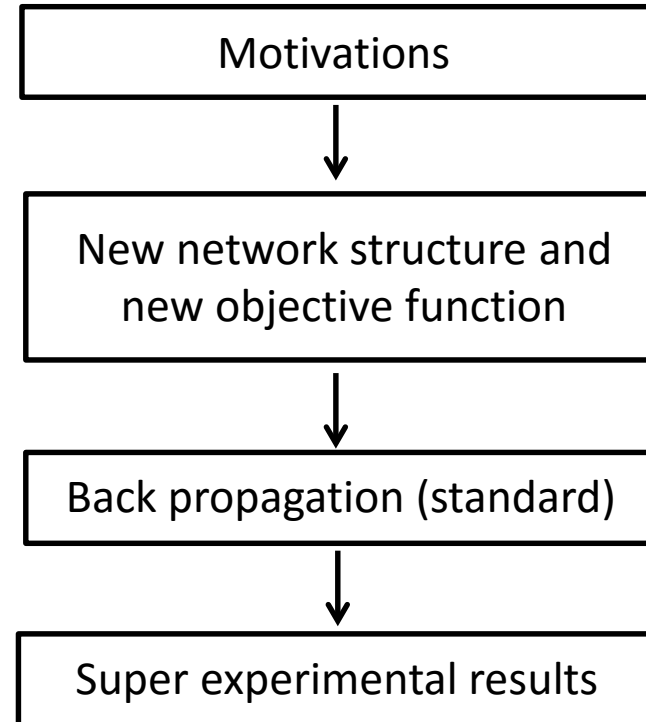 Motivations
New network structure and
new objective function
Back propagation (standard)
Super experimental results